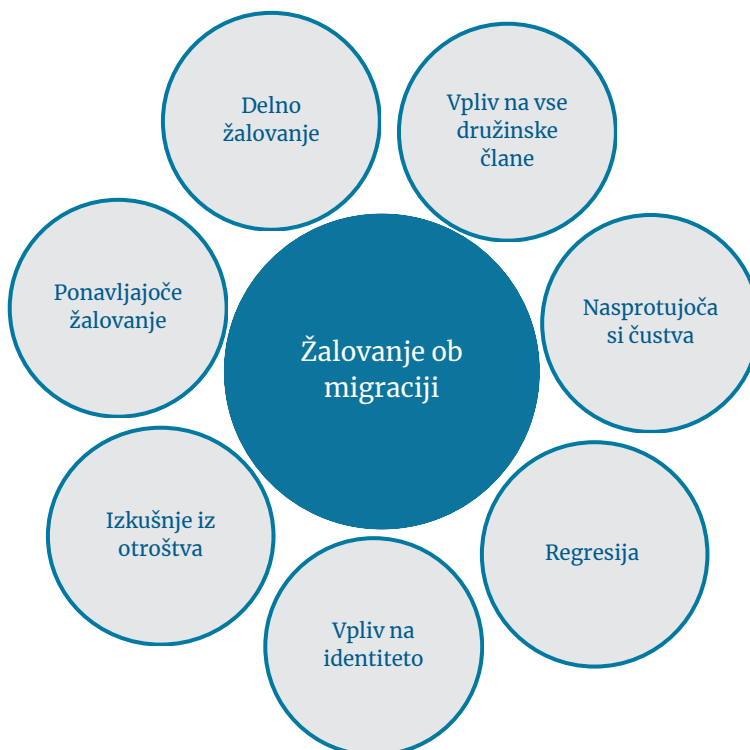 Delno
žalovanje
Vpliv na vse
družinske
člane
Ponavljajoče
žalovanje
Nasprotujoča
si čustva
Žalovanje ob
migraciji
Izkušnje iz
otroštva
Regresija
Vpliv na
identiteto